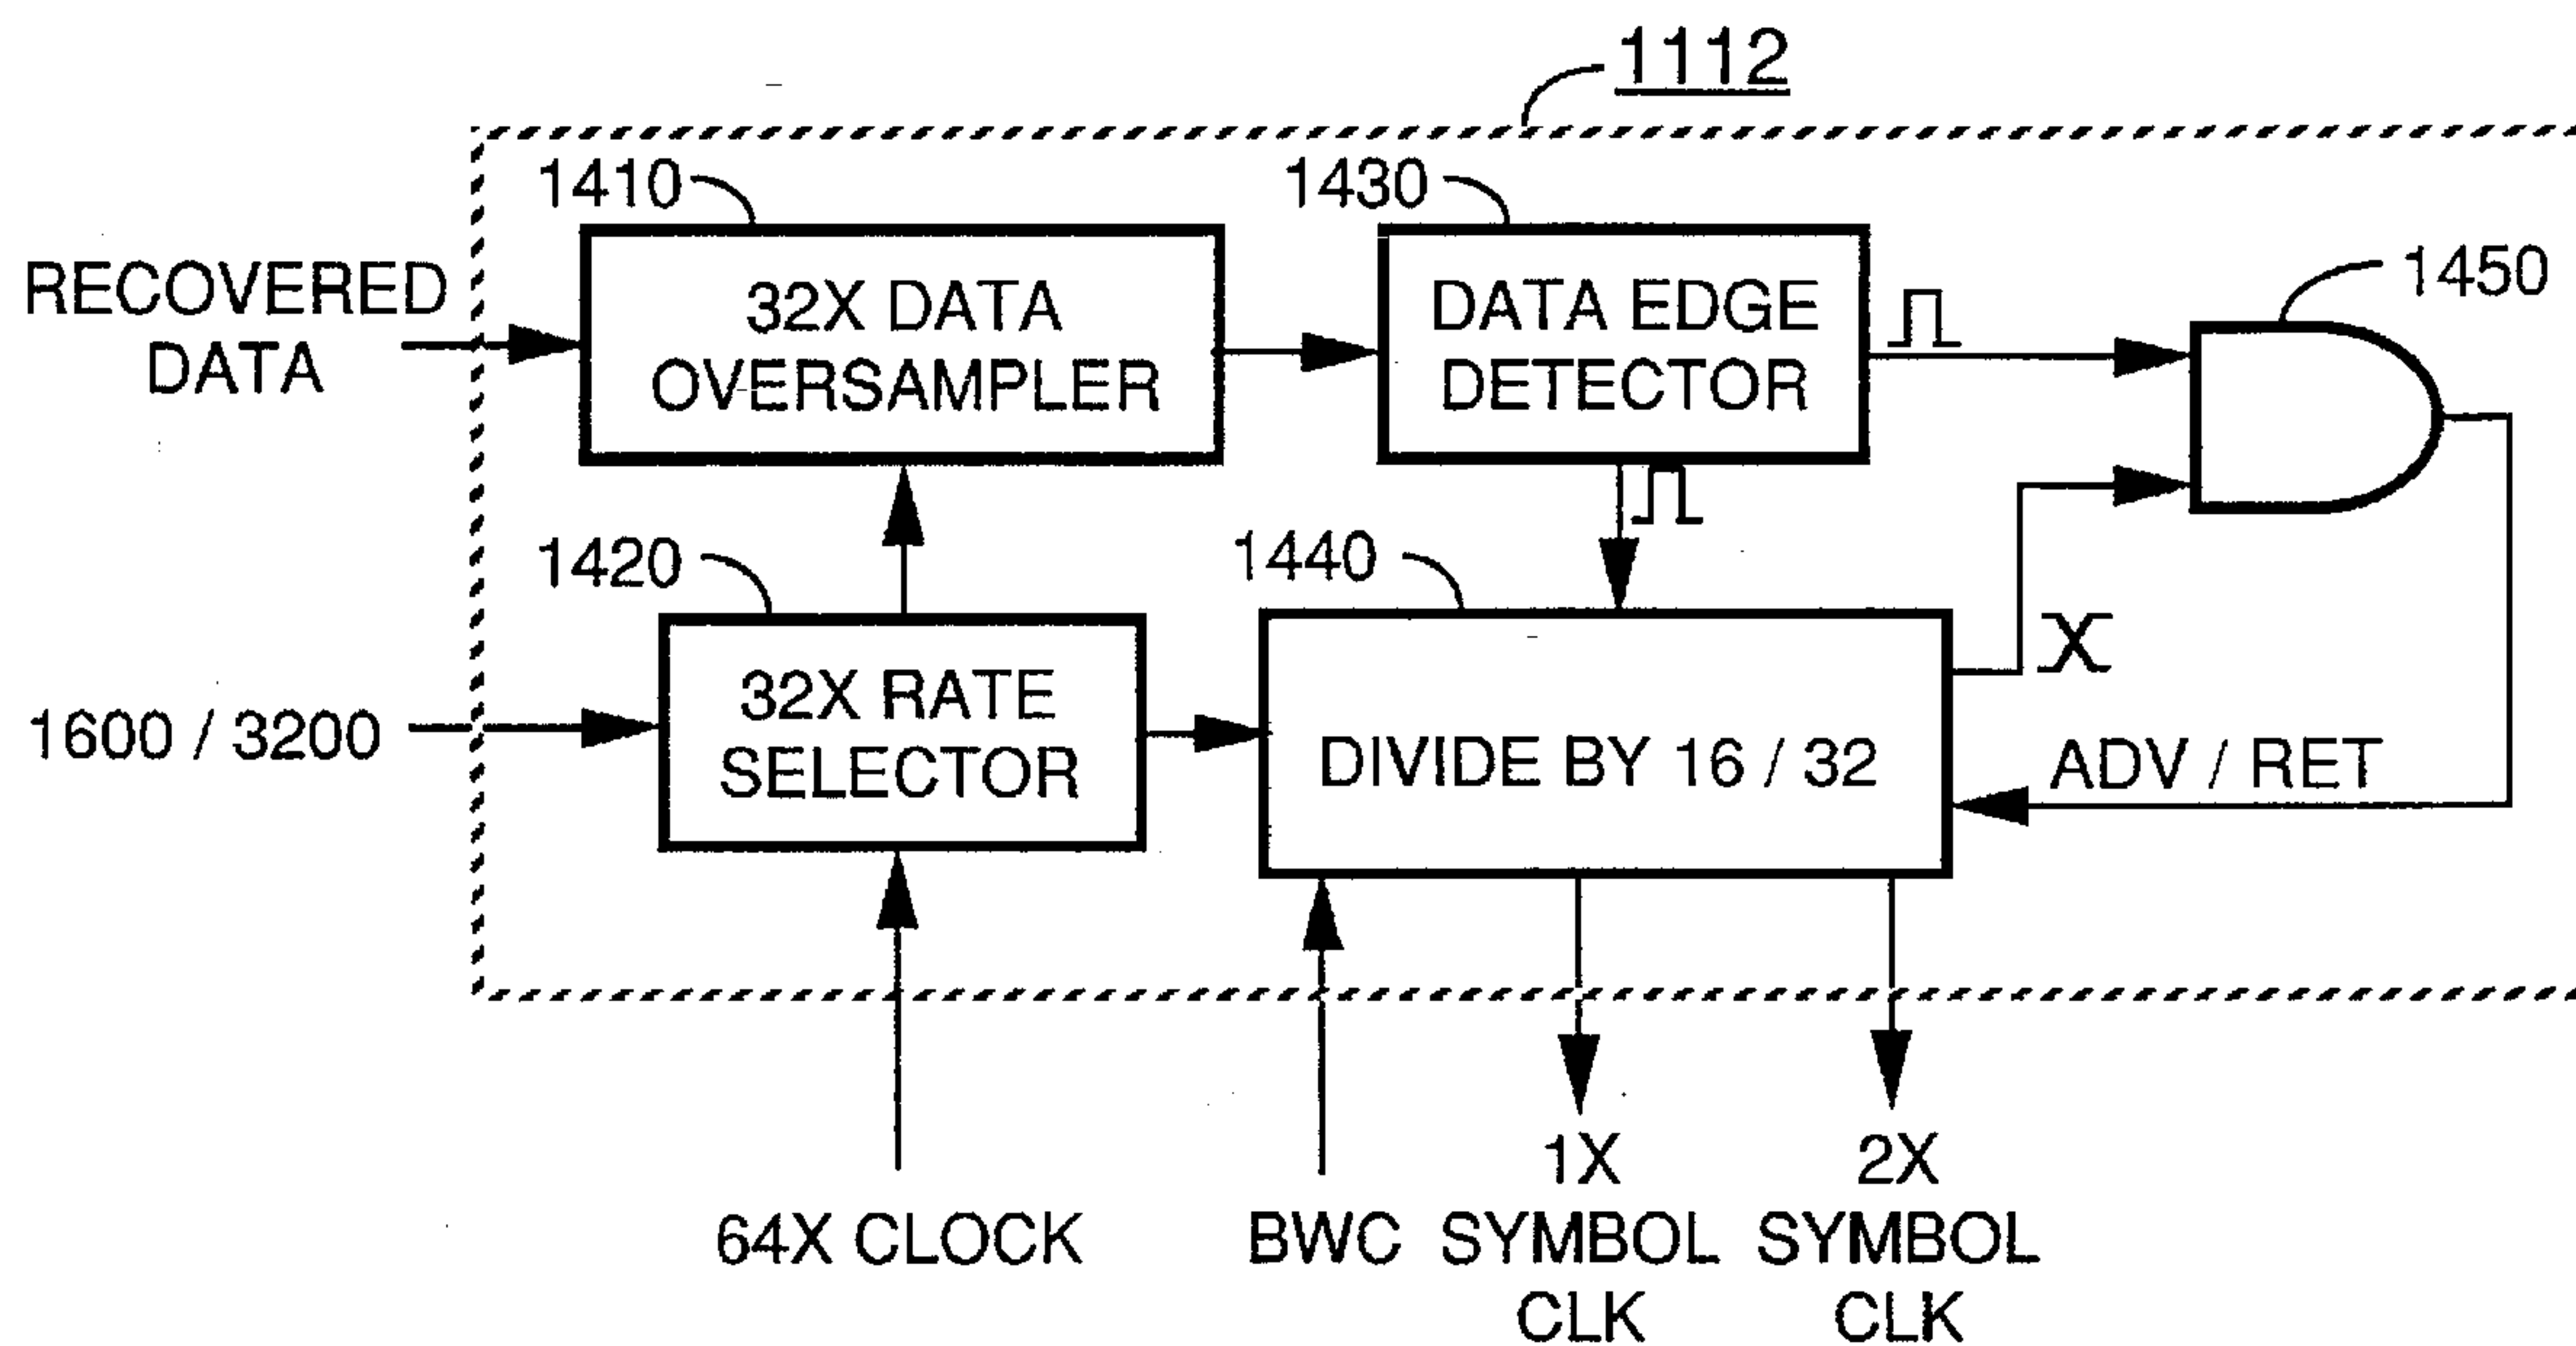 1112
1410
1430
1450
RECOVERED
DATA
32X DATA
OVERSAMPLER
DATA EDGE
DETECTOR
1420
1440
1600 / 3200
32X RATE
SELECTOR
DIVIDE BY 16 / 32
X
ADV / RET
64X CLOCK
BWC
1X
SYMBOL
CLK
2X
SYMBOL
CLK